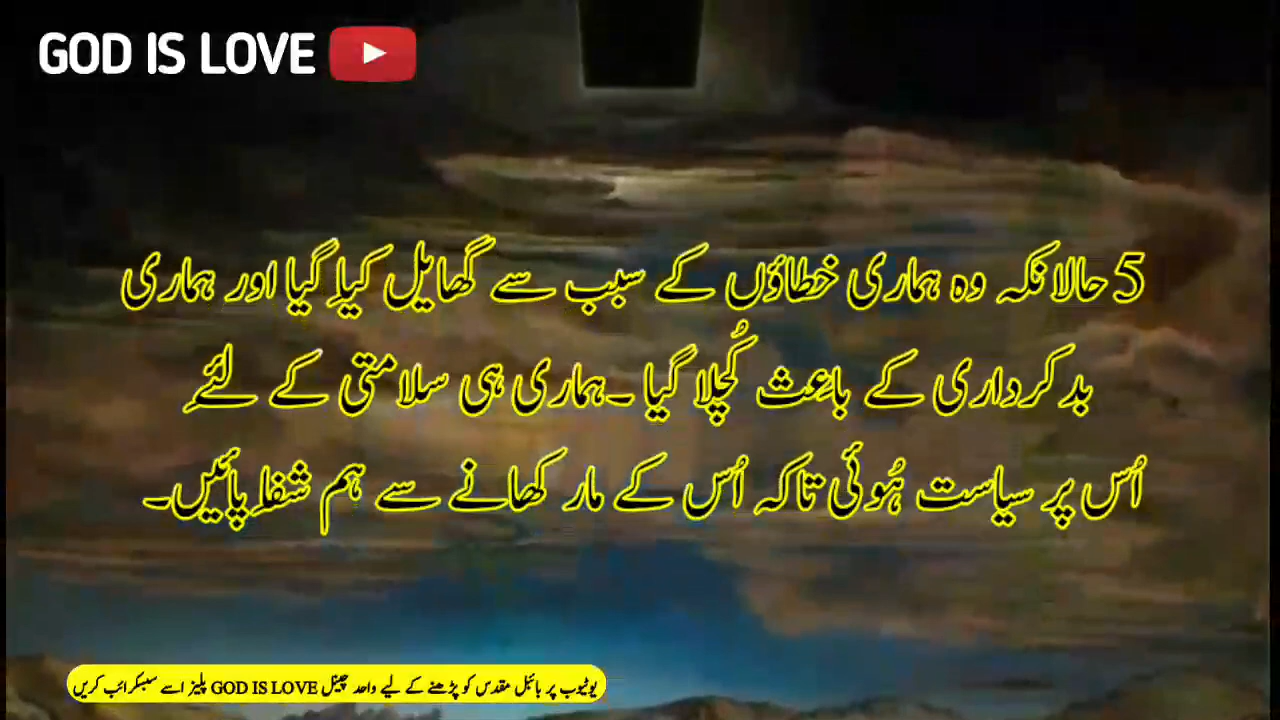 GOD IS LOVE
5 حالانکہ وہ ہماری خطاؤں کے سبب سے گھایل کیا گیا اور ہماری
بدکرداری کے باعِث کُچلا گیا ۔ہماری ہی سلامتی کے لئے
اُس پر سیاست ہُوئی تاکہ اُس کے مار کھانے سے ہم شفا پائیں۔
یوٹیوب پر بائبل مقدس کو پڑھنے کے لیے واحد چینل GOD IS LOVE پلیز اسے سبسکرائب کریں